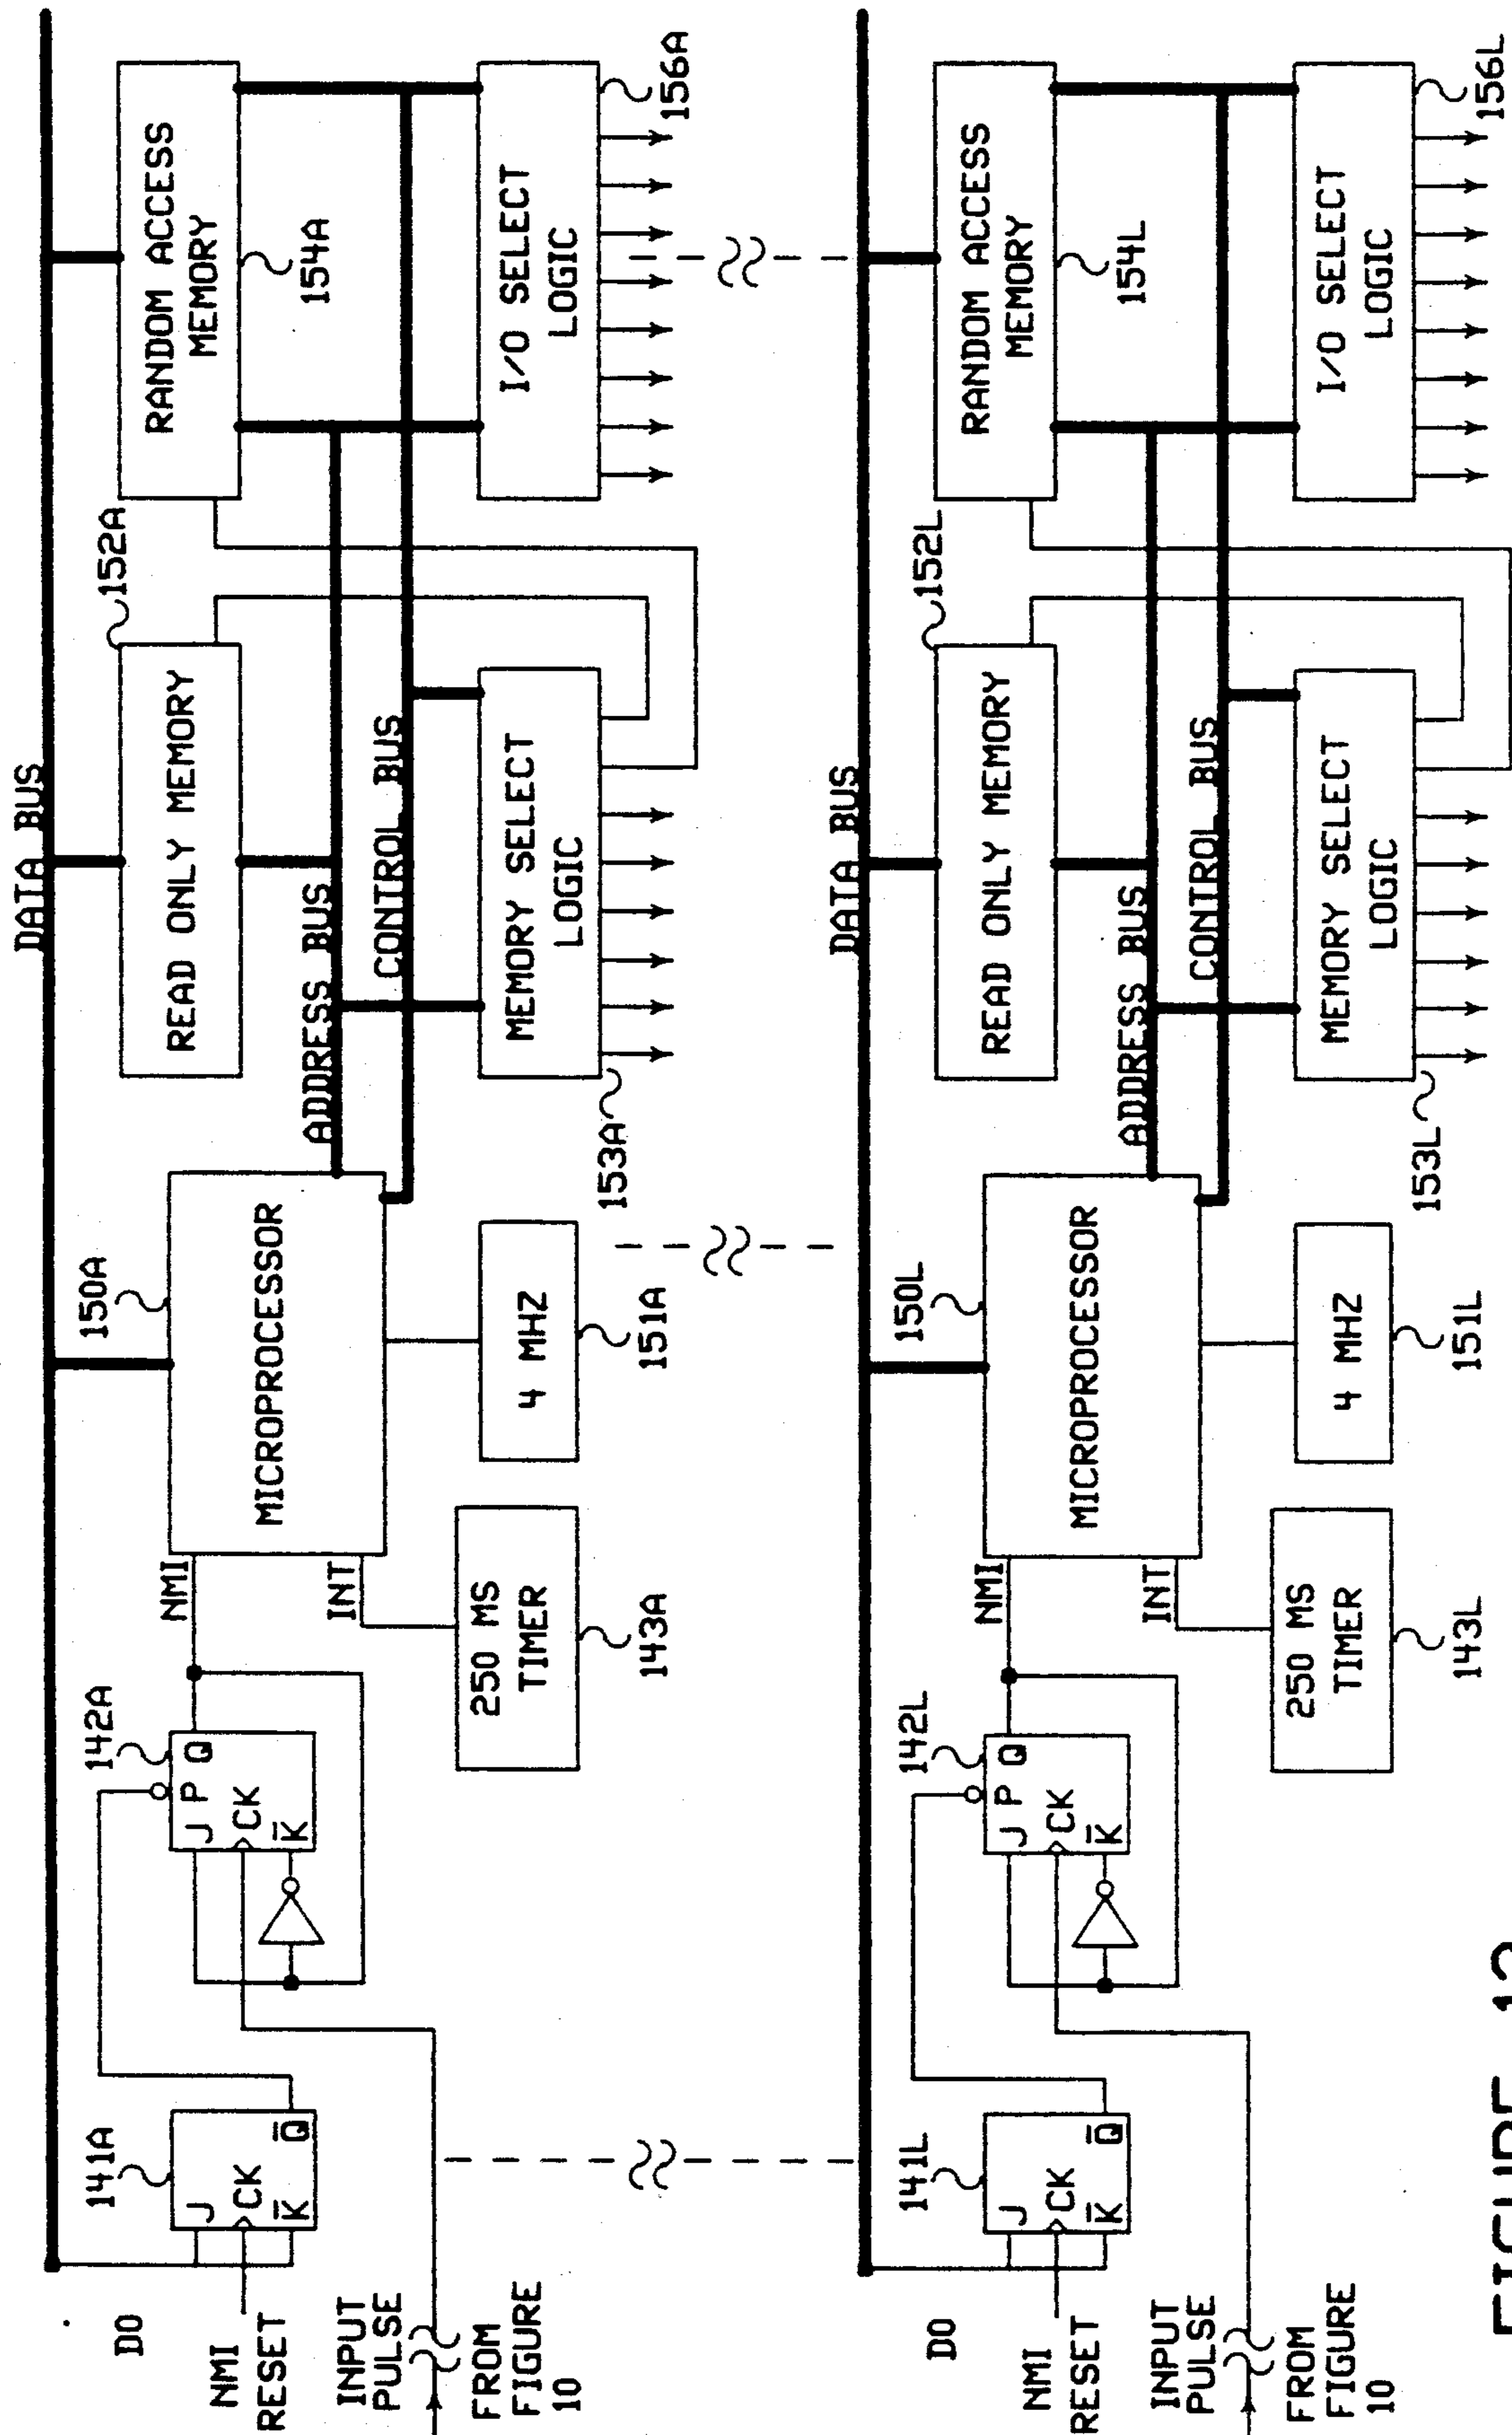 DATA BUS
141A
D0
NMI
RESET
J
CK
K̅
Q̅
INPUT
PULSE
FROM
FIGURE
10
142A
J
P
Q
CK
K̅
NMI
INT
250 MS
TIMER
143A
150A
MICROPROCESSOR
4 MHZ
151A
ADDRESS BUS
CONTROL BUS
152A
READ ONLY MEMORY
MEMORY SELECT
LOGIC
153A
RANDOM ACCESS
MEMORY
154A
I/O SELECT
LOGIC
156A
DATA BUS
141L
D0
NMI
RESET
J
CK
K̅
Q̅
INPUT
PULSE
FROM
FIGURE
10
142L
J
P
Q
CK
K̅
NMI
INT
250 MS
TIMER
143L
150L
MICROPROCESSOR
4 MHZ
151L
ADDRESS BUS
CONTROL BUS
152L
READ ONLY MEMORY
MEMORY SELECT
LOGIC
153L
RANDOM ACCESS
MEMORY
154L
I/O SELECT
LOGIC
156L
FIGURE